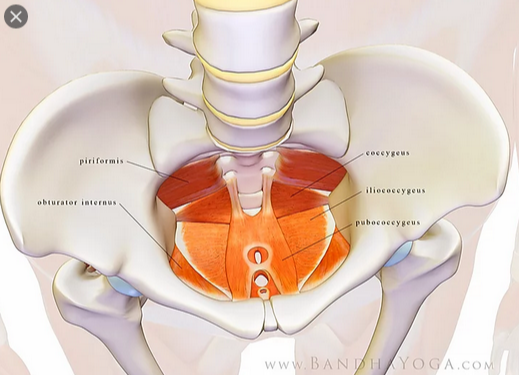 coccygeus
piriformis
iliococcygeus
obturator internus
pubococcygeus
www.BandhaYoga.com